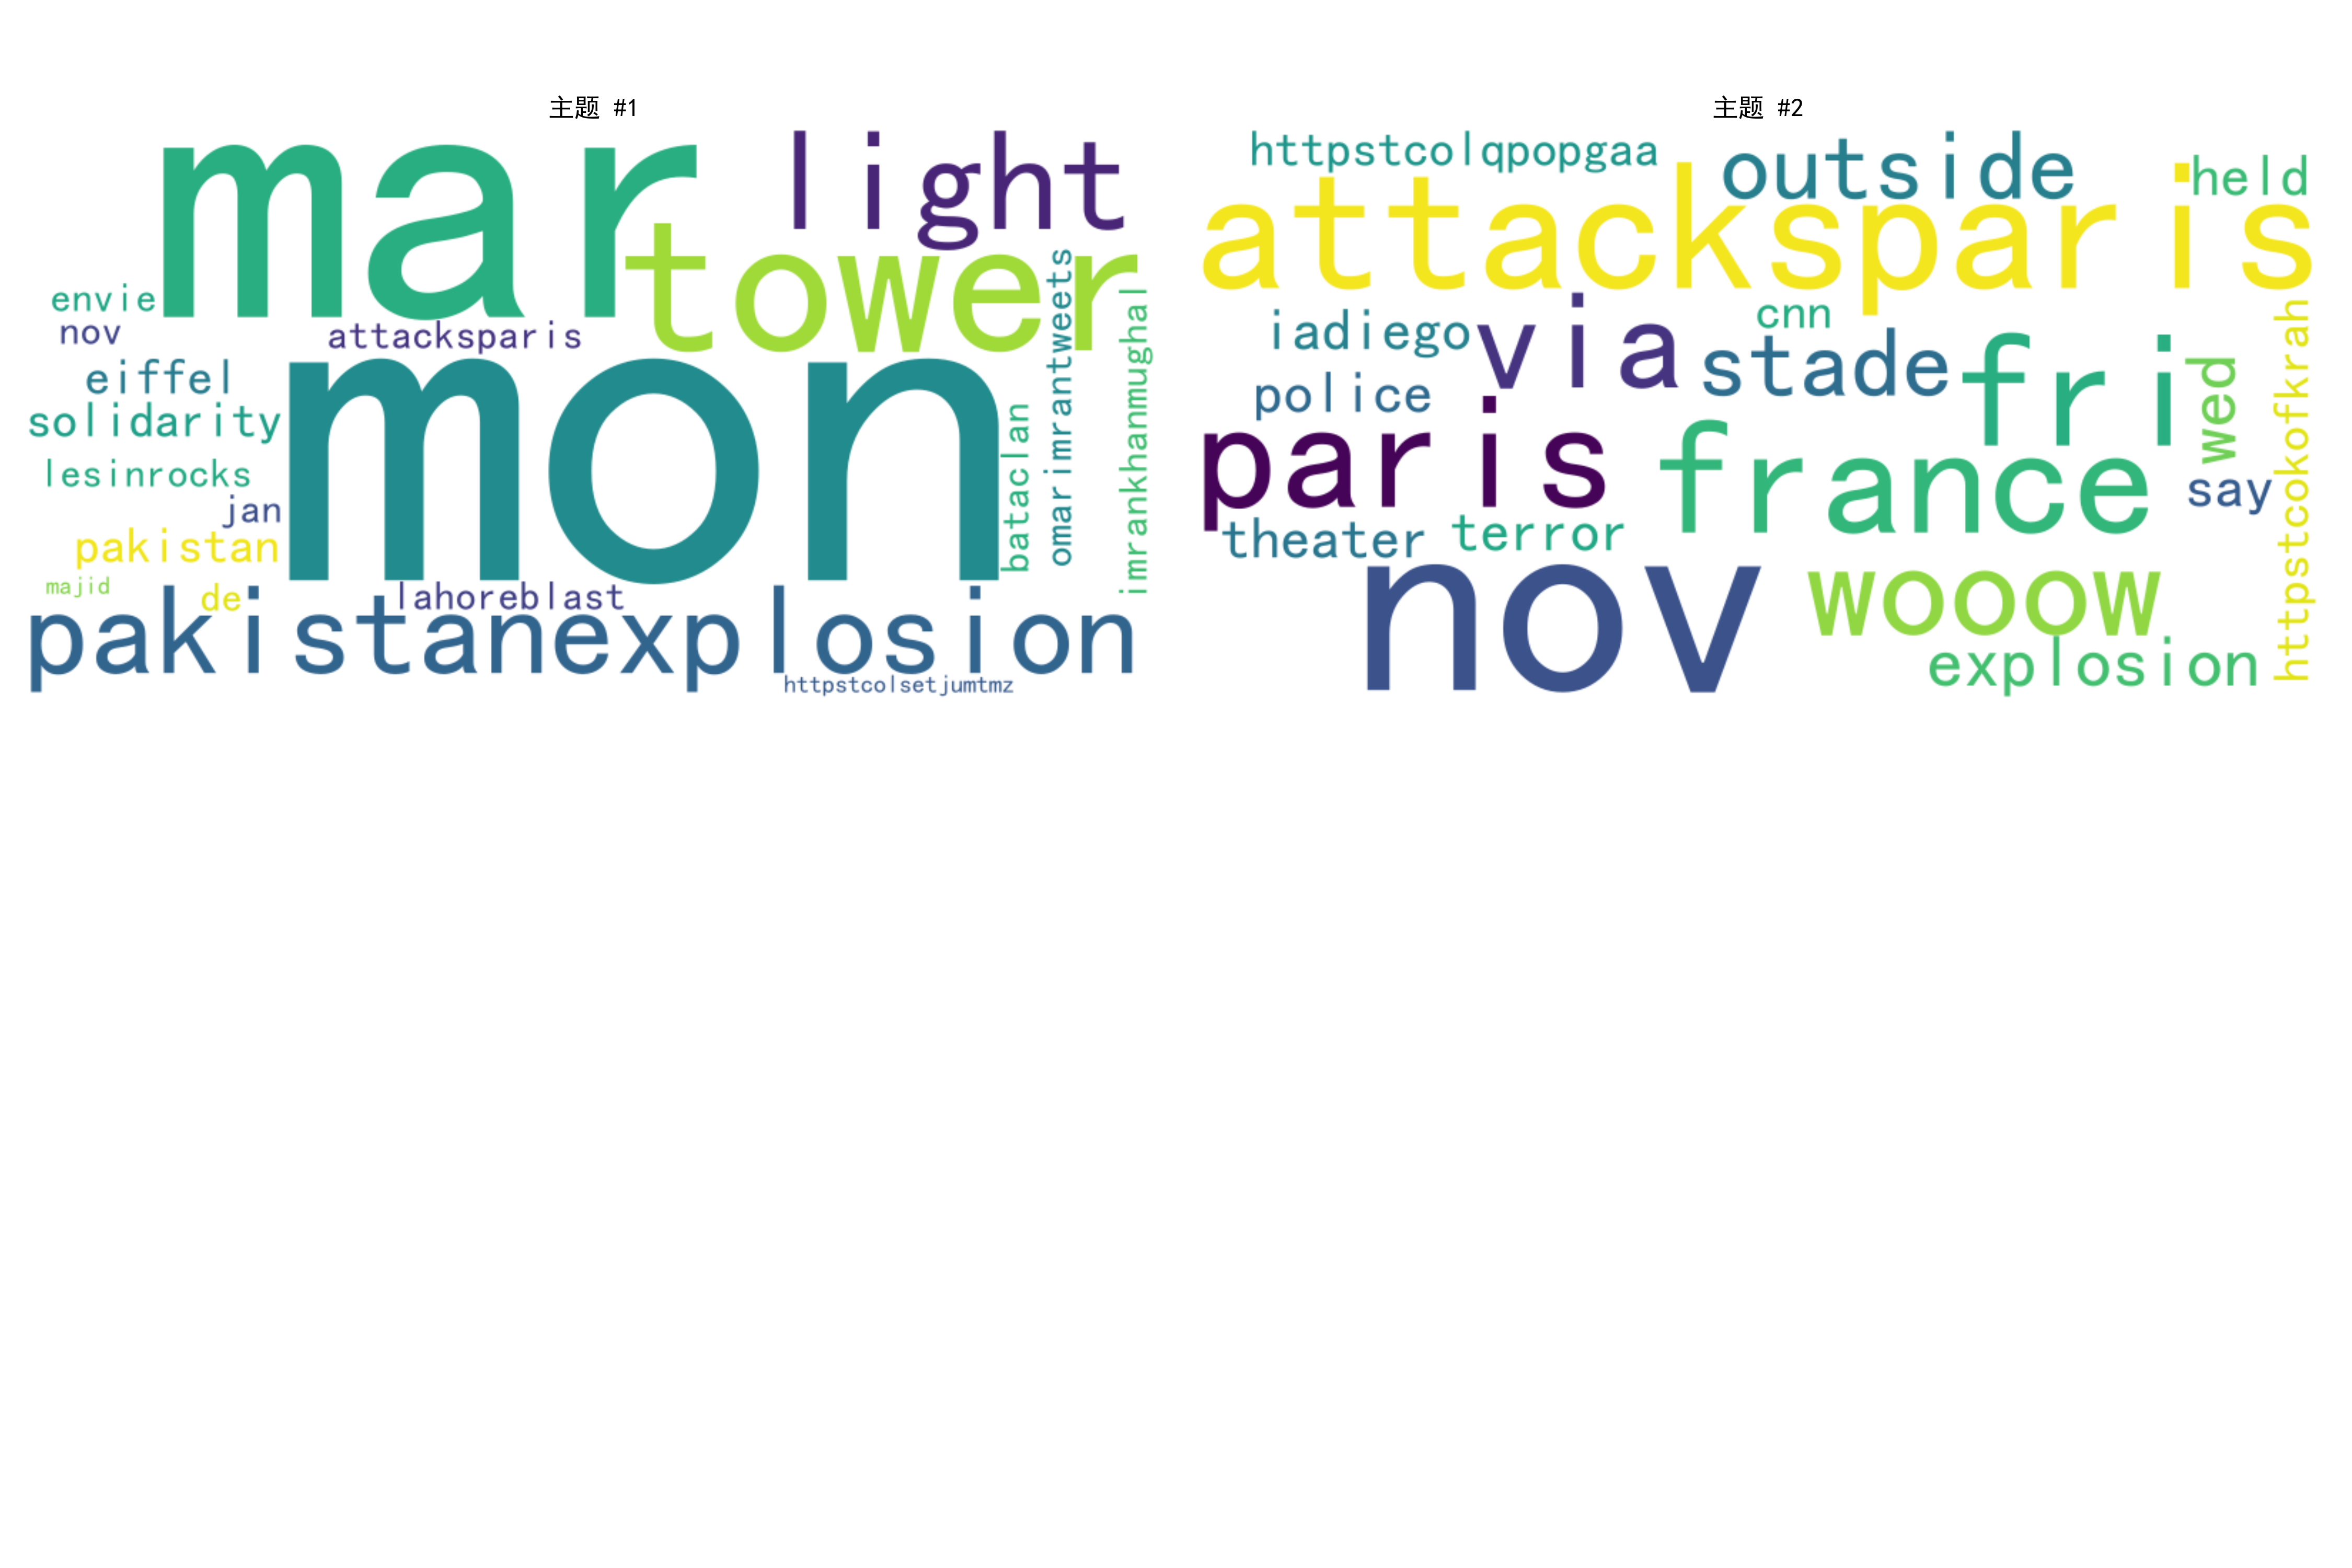 主题 #1
mar
light
tower
envie
nov
attacksparis
eiffel
mon
solidarity
lesinrocks
jan
pakistan
majid
de
lahoreblast
bataclan
omarimrantweets
imrankhanmughal
pakistanexplosion
httpstcolsetjumtmz
主题 #2
httpstcolqpopgaa
outside
held
attacksparis
iadiego
via
cnn
stade
fri
police
wed
paris
france
say
httpstcokofkrah
theater
terror
nov
wooow
explosion